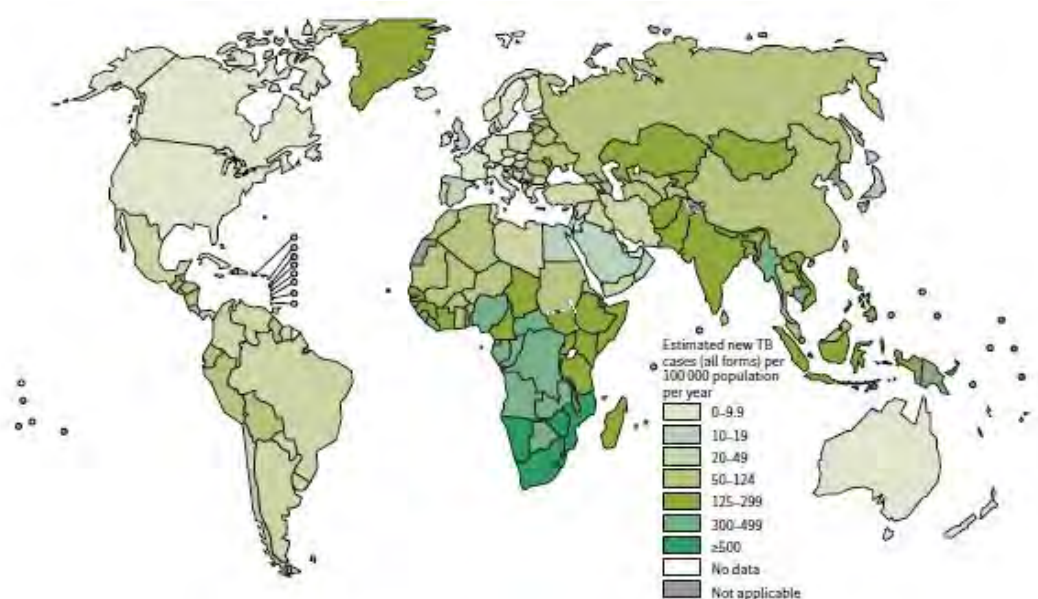 Estimated new TB
cases (all forms) per
100 000 population
per year
0–9.9
10–19
20–49
50–124
125–299
300–499
≥500
No data
Not applicable